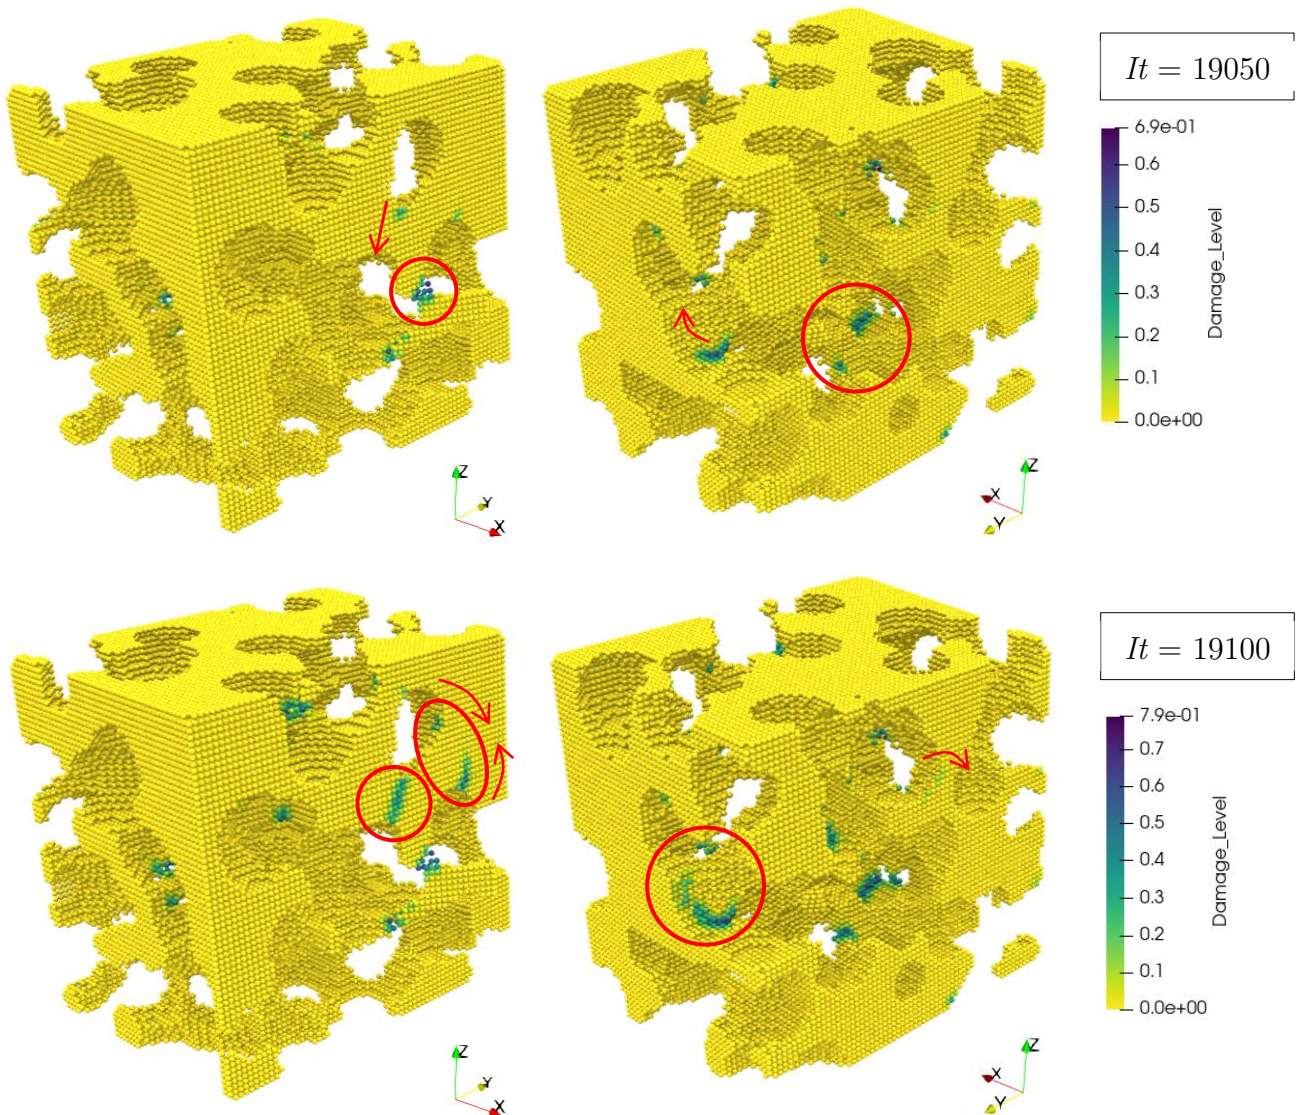 It = 19050
6.9e-01
0.6
0.5
0.4
0.3
0.2
0.1
0.0e+00
Damage_Level
Z
Y
X
Z
X
Y
It = 19100
7.9e-01
0.7
0.6
0.5
0.4
0.3
0.2
0.1
0.0e+00
Damage_Level
Z
Y
X
Z
X
Y